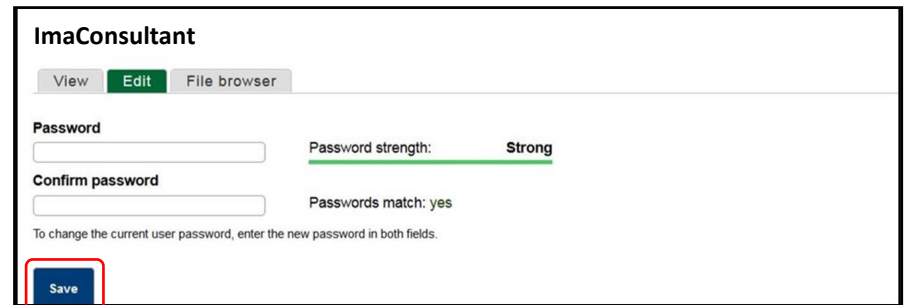 ImaConsultant
View Edit File browser
Password
Password strength: Strong
Confirm password
Passwords match: yes
To change the current user password, enter the new password in both fields.
Save